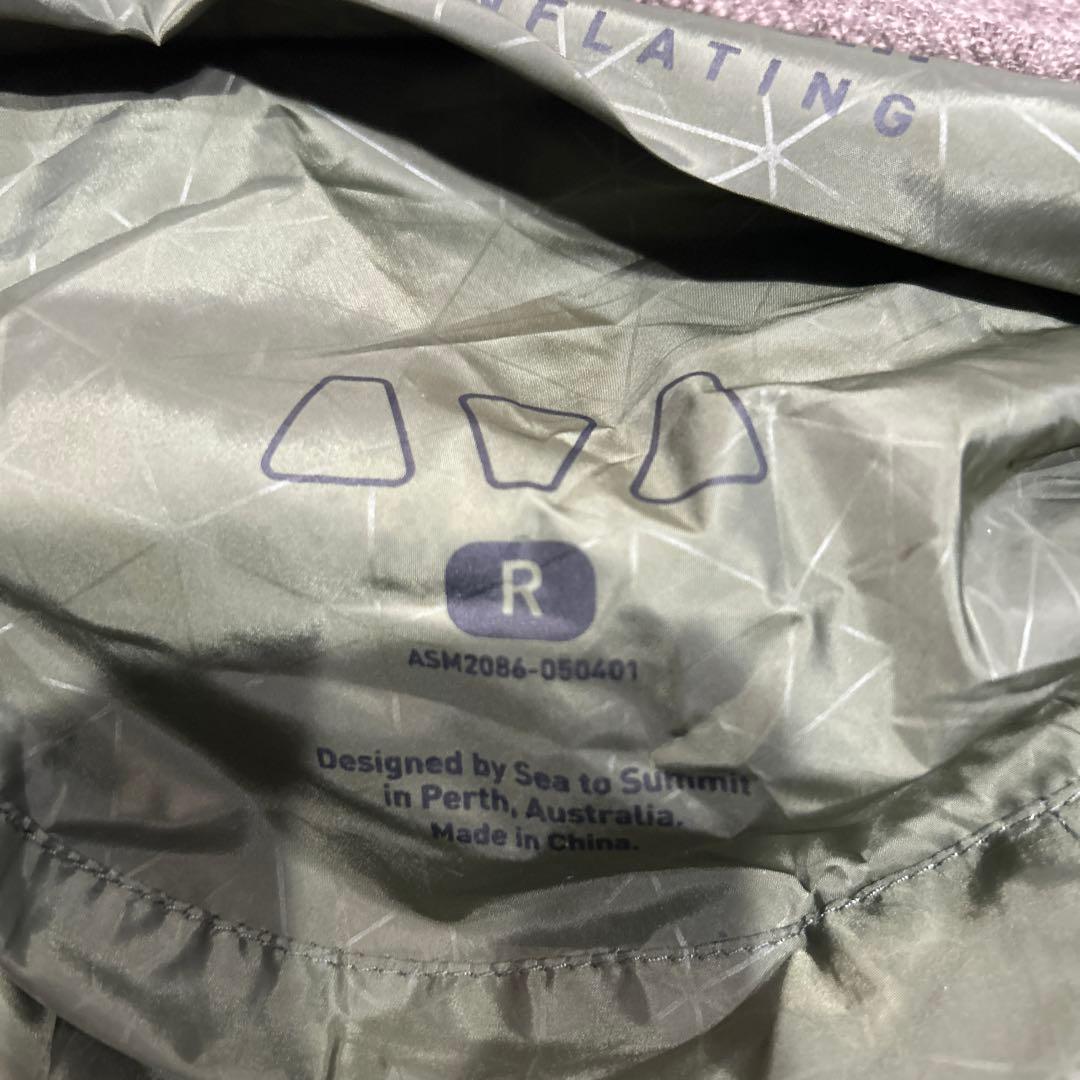 FLATING
R
ASM2086-050401
Designed by Sea to Summit
in Perth, Australia.
Made in China.